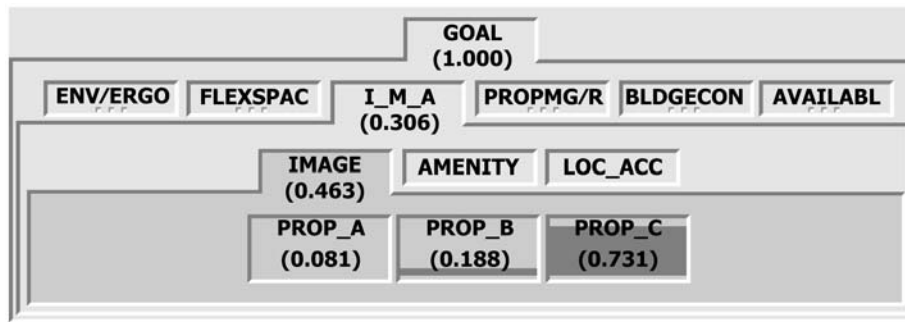 GOAL
(1.000)
ENV/ERGO FLEXSPAC I_M_A PROPMG/R BLDGECON AVAILABL
(0.306)
IMAGE AMENITY LOC_ACC
(0.463)
PROP_A PROP_B PROP_C
(0.081) (0.188) (0.731)